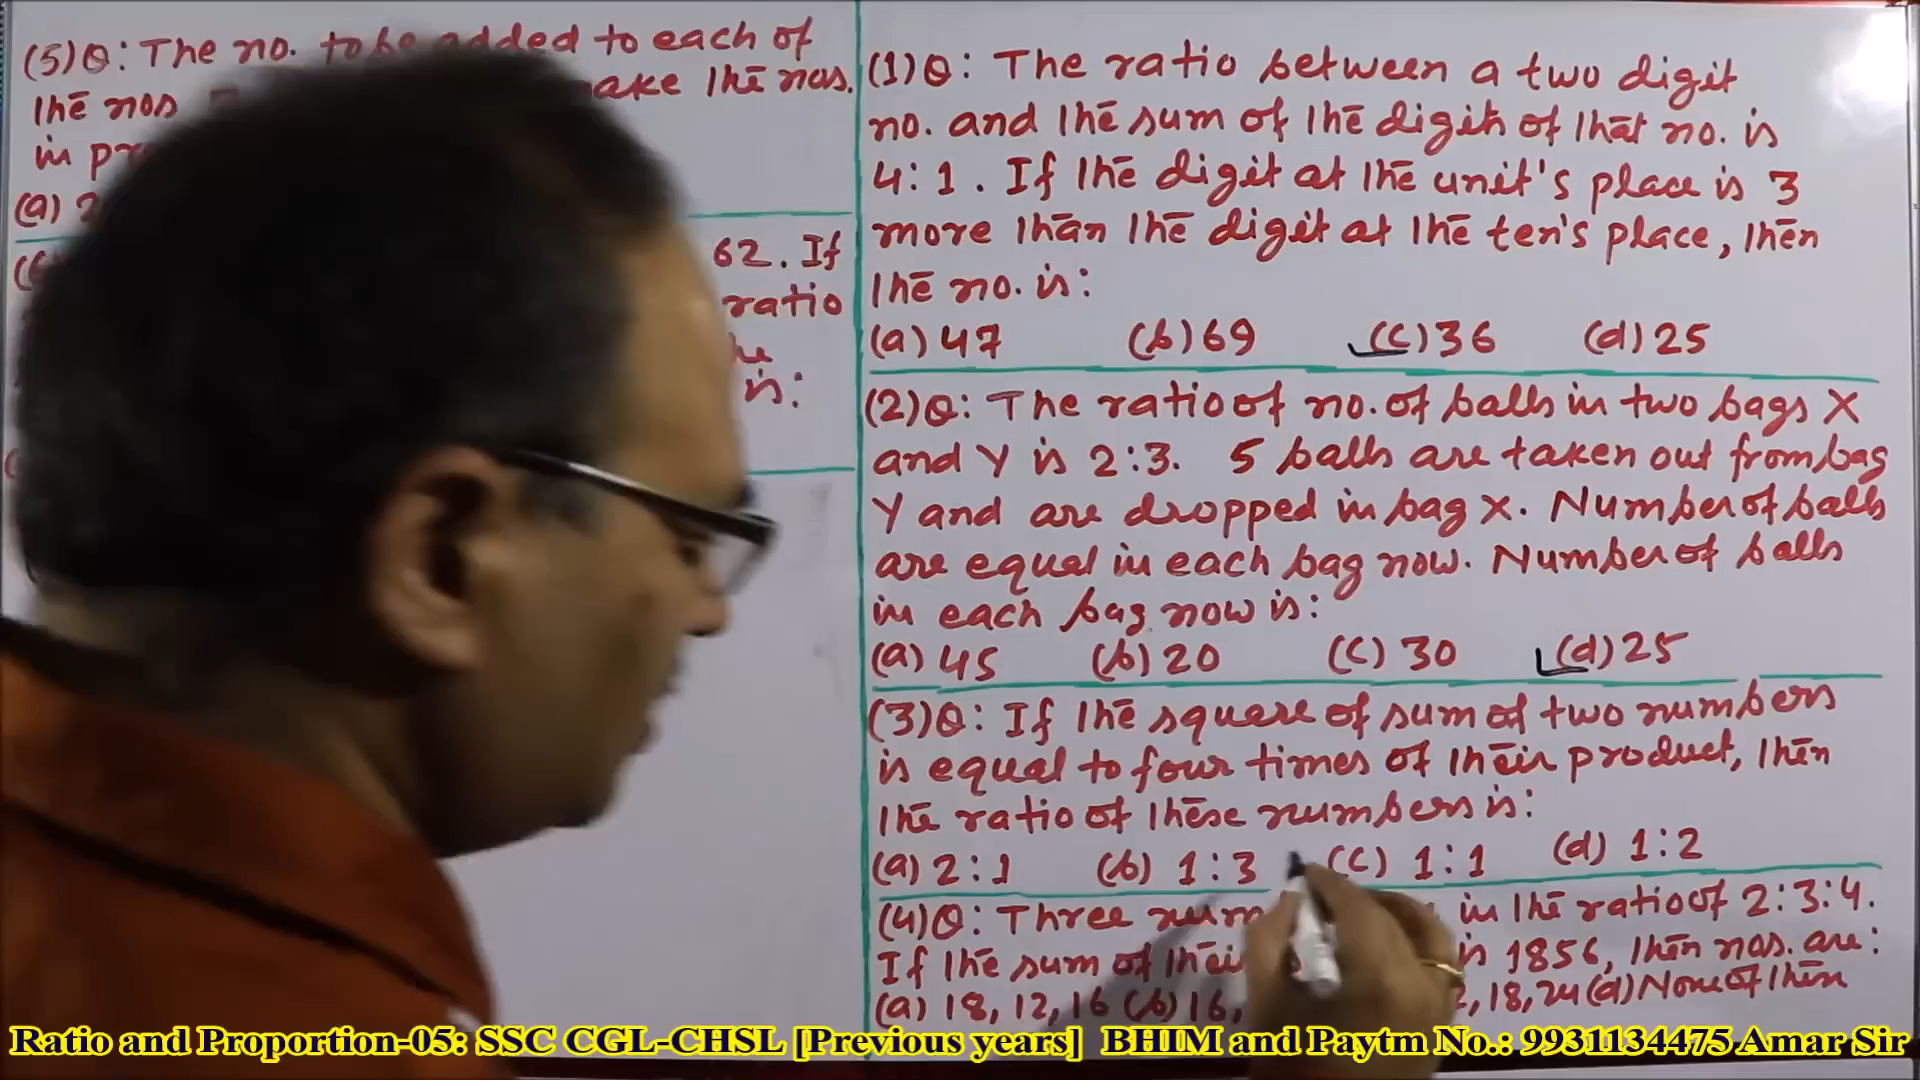 (5)Q: The no. to be added to each of
the nos make the nos.
in
(a)
62. If
ratio
is:
(1)Q: The ratio between a two digit
no. and the sum of the digits of that no. is
4:1. If the digit at the unit's place is 3
more than the digit at the ten's place, then
the no. is:
(a) 47 (b) 69 (c) 36 (d) 25
(2)Q: The ratio of no. of balls in two bags X
and Y is 2:3. 5 balls are taken out from bag
Y and are dropped in bag X. Number of balls
are equal in each bag now. Number of balls
in each bag now is:
(a) 45 (b) 20 (c) 30 (d) 25
(3)Q: If the square of sum of two numbers
is equal to four times of their product, then
the ratio of these numbers is:
(a) 2:1 (b) 1:3 (c) 1:1 (d) 1:2
(4)Q: Three in the ratio of 2:3:4.
If the sum of their is 1856, then nos. are:
(a) 18, 12, 16 (b) 16, 18, 24 (d) None of them
Ratio and Proportion-05: SSC CGL-CHSL [Previous years] BHIM and Paytm No.: 9931134475 Amar Sir